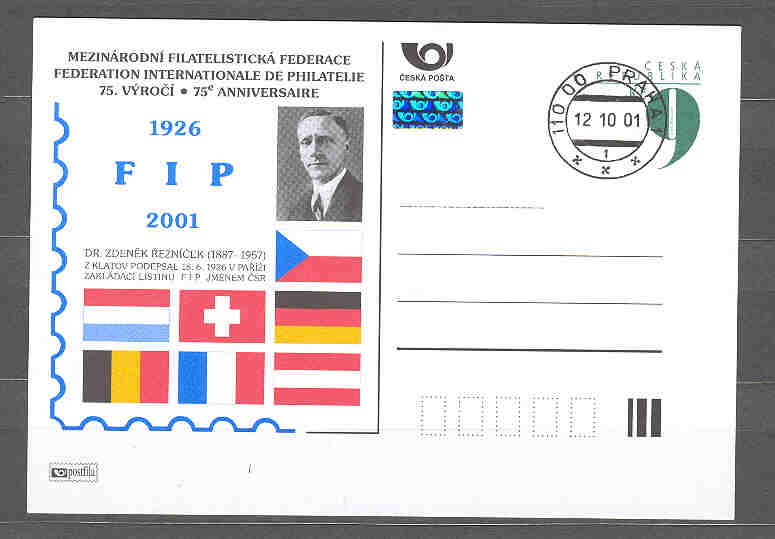 MEZINÁRODNÍ FILATELISTICKÁ FEDERACE
FEDERATION INTERNATIONALE DE PHILATELIE
75. VÝROČÍ • 75e ANNIVERSAIRE
1926
F I P
2001
DR. ZDENĚK ŘEZNÍČEK (1887-1957)
Z KLATOV PODEPSAL 18. 6. 1926 V PAŘÍŽI
ZAKLÁDACÍ LISTINU F I P JMÉNEM ČSR
postfila
ČESKÁ POŠTA
ČESKÁ
REPUBLIKA
110 00 PRAHA 1
12 10 01
1